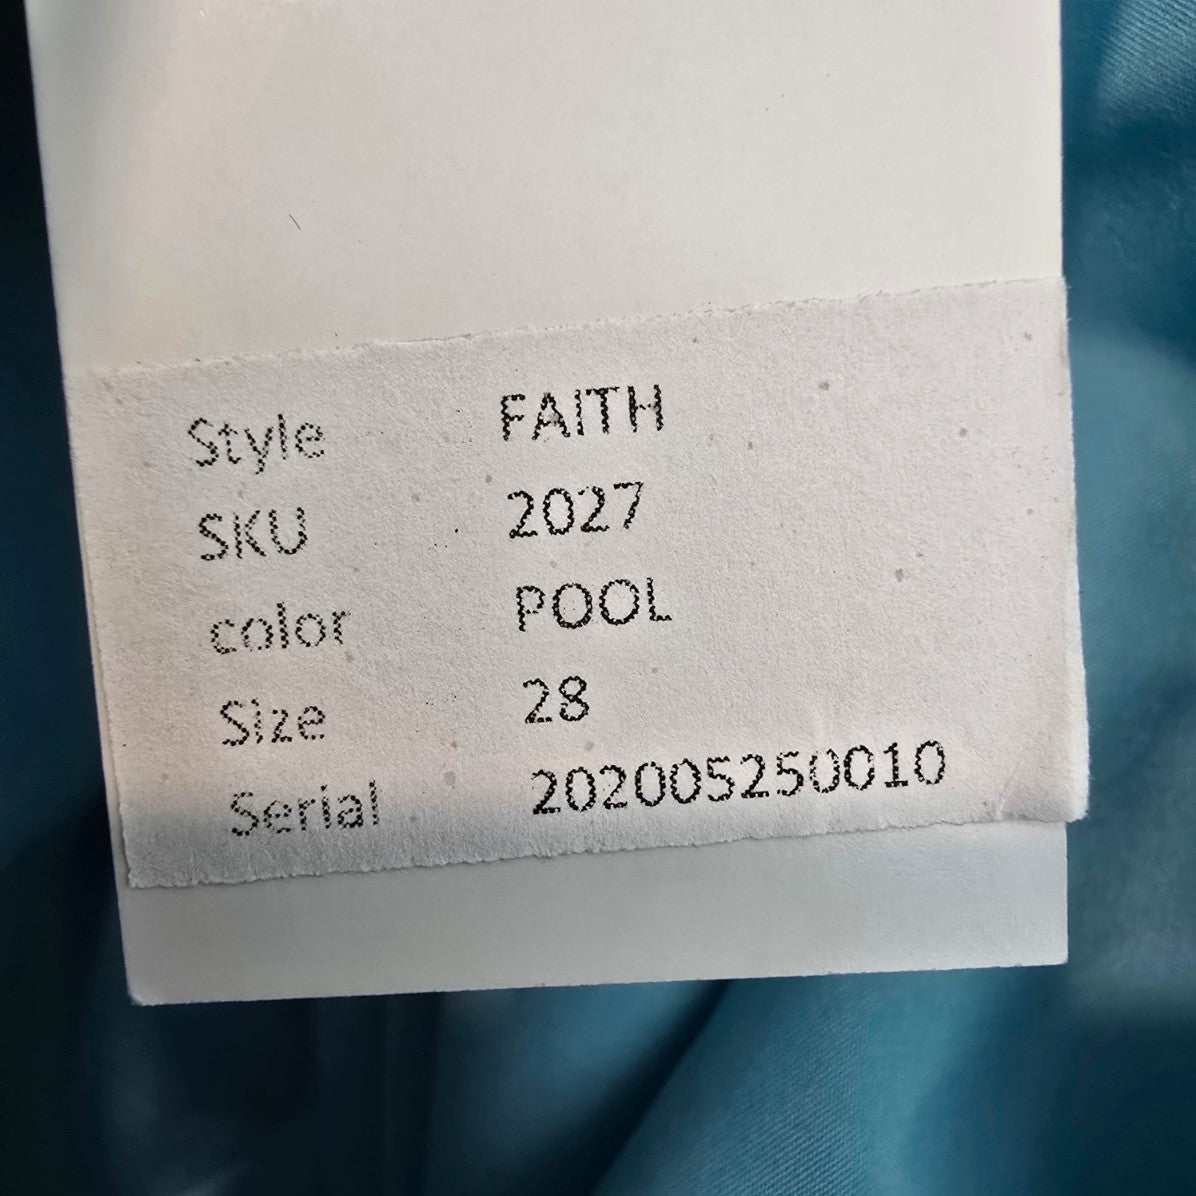 Style FAITH
SKU 2027
color POOL
Size 28
Serial 202005250010